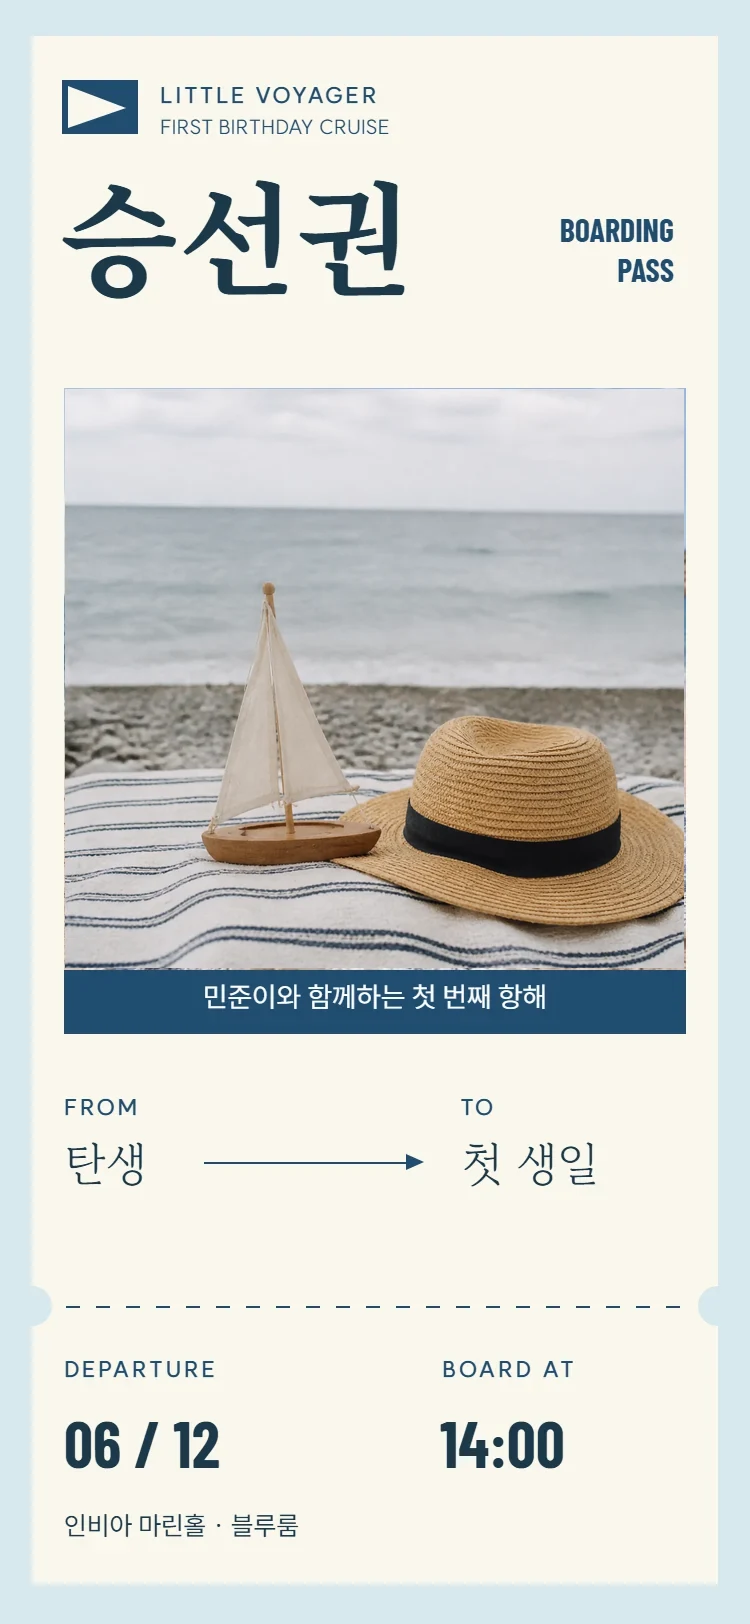 LITTLE VOYAGER
FIRST BIRTHDAY CRUISE
승선권
BOARDING
PASS
민준이와 함께하는 첫 번째 항해
FROM
TO
탄생
첫 생일
DEPARTURE
BOARD AT
06 / 12
14:00
인비아 마린홀 · 블루룸